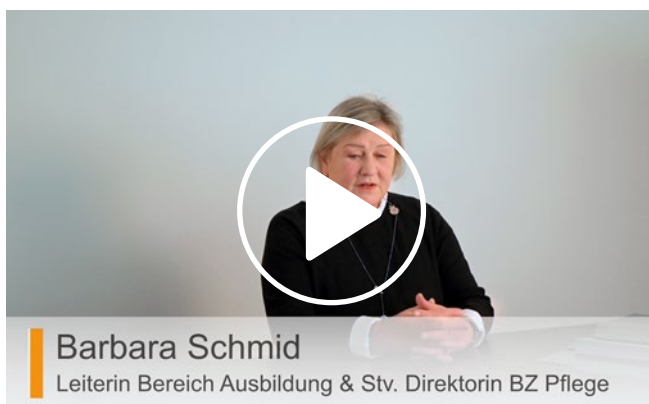 Barbara Schmid
Leiterin Bereich Ausbildung & Stv. Direktorin BZ Pflege